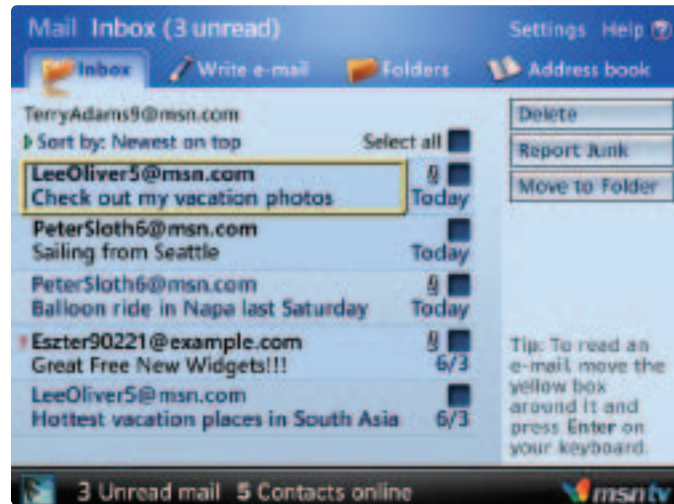 Mail Inbox (3 unread)
Settings Help ?
Inbox Write e-mail Folders Address book
TerryAdams9@msn.com
Sort by: Newest on top Select all
LeeOliver5@msn.com
Check out my vacation photos Today
PeterSloth6@msn.com
Sailing from Seattle Today
PeterSloth6@msn.com
Balloon ride in Napa last Saturday Today
! Eszter90221@example.com
Great Free New Widgets!!! 6/3
LeeOliver5@msn.com
Hottest vacation places in South Asia 6/3
Delete
Report Junk
Move to Folder
Tip: To read an
e-mail move the
yellow box
around it and
press Enter on
your keyboard.
3 Unread mail 5 Contacts online
msntv